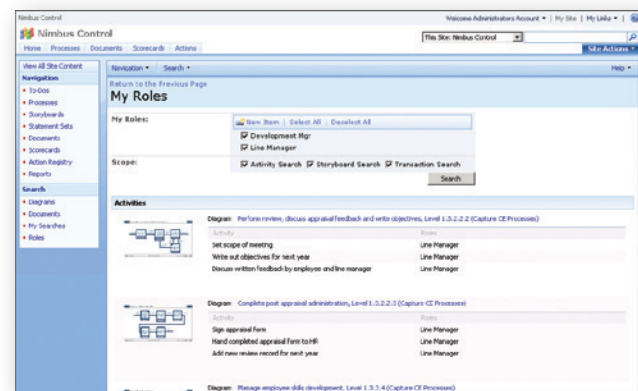 Nimbus Control
Welcome Administrators Account | My Site | My Links
Nimbus Control
This Site: Nimbus Control
Home Processes Documents Scorecards Actions
Site Actions
View All Site Content
Navigation
To-Dos
Processes
Storyboards
Statement Sets
Documents
Scorecards
Action Registry
Reports
Search
Diagrams
Documents
My Searches
Roles
Navigation Search Help
Return to the Previous Page
My Roles
My Roles:
New Item | Select All | Deselect All
Development Mgr
Line Manager
Scope:
Activity Search Storyboard Search Transaction Search
Search
Activities
Diagram Perform review, discuss appraisal feedback and write objectives, Level 1.3.2.2.2 (Capture CE Processes)
Activity Roles
Set scope of meeting Line Manager
Write out objectives for next year Line Manager
Discuss written feedback by employee and line manager Line Manager
Diagram Complete post appraisal administration, Level 1.3.2.2.3 (Capture CE Processes)
Activity Roles
Sign appraisal form Line Manager
Hand completed appraisal form to HR Line Manager
Add new review record for next year Line Manager
Diagram Manage employee skills development, Level 1.3.3.4 (Capture CE Processes)